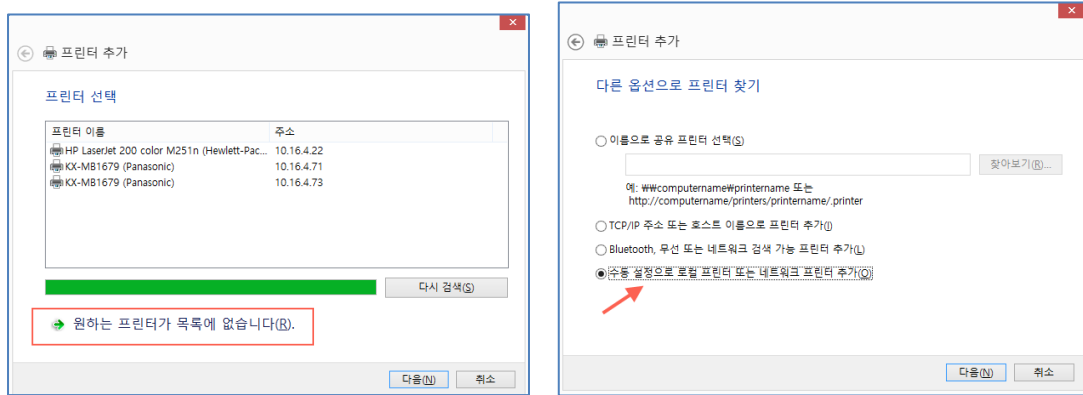 프린터 추가
프린터 선택
프린터 이름 주소
HP LaserJet 200 color M251n (Hewlett-Pac... 10.16.4.22
KX-MB1679 (Panasonic) 10.16.4.71
KX-MB1679 (Panasonic) 10.16.4.73
다시 검색(S)
원하는 프린터가 목록에 없습니다(R).
다음(N) 취소
프린터 추가
다른 옵션으로 프린터 찾기
이름으로 공유 프린터 선택(S)
찾아보기(R)...
예: ₩₩computername₩printername 또는
http://computername/printers/printername/.printer
TCP/IP 주소 또는 호스트 이름으로 프린터 추가(I)
Bluetooth, 무선 또는 네트워크 검색 가능 프린터 추가(L)
수동 설정으로 로컬 프린터 또는 네트워크 프린터 추가(O)
다음(N) 취소